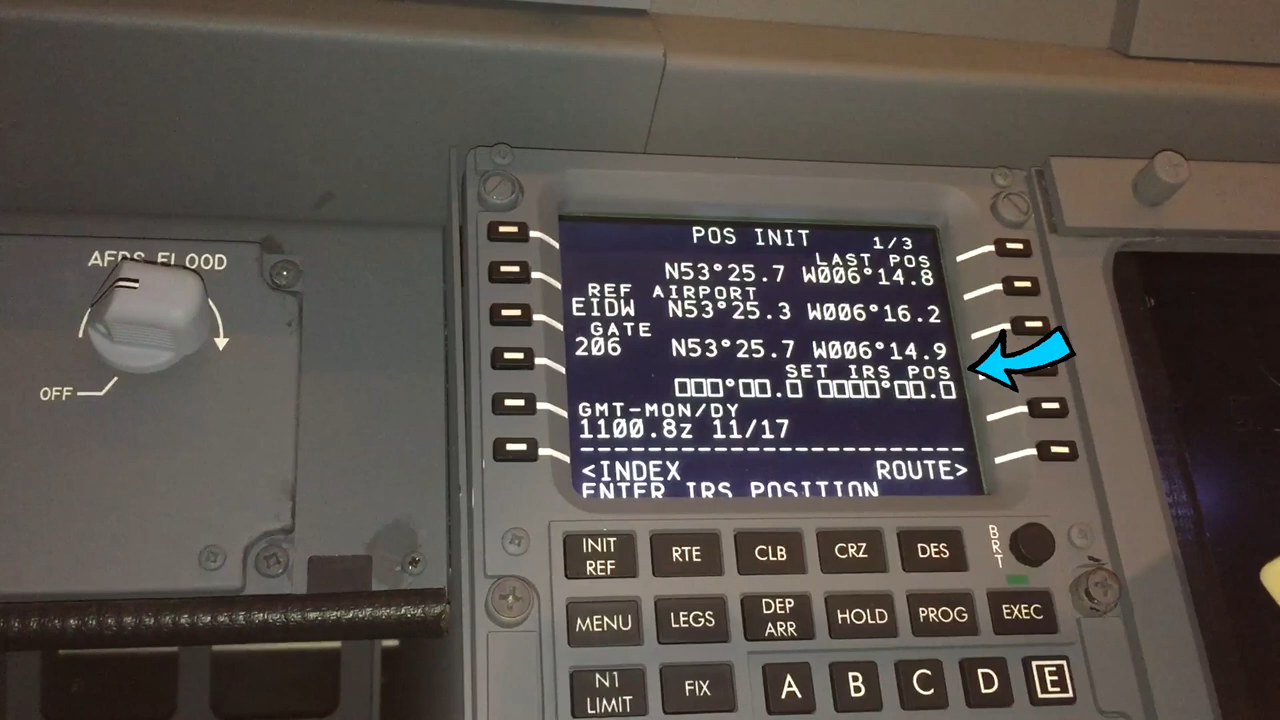 AFDS FLOOD
OFF
POS INIT 1/3
LAST POS
N53°25.7 W006°14.8
REF AIRPORT
EIDW N53°25.3 W006°16.2
GATE
206 N53°25.7 W006°14.9
SET IRS POS
□□□°□□.□ □□□□°□□.□
GMT-MON/DY
1100.8z 11/17
------------------------
<INDEX ROUTE>
ENTER IRS POSITION
INIT REF
RTE
CLB
CRZ
DES
BRT
MENU
LEGS
DEP ARR
HOLD
PROG
EXEC
N1 LIMIT
FIX
A
B
C
D
E